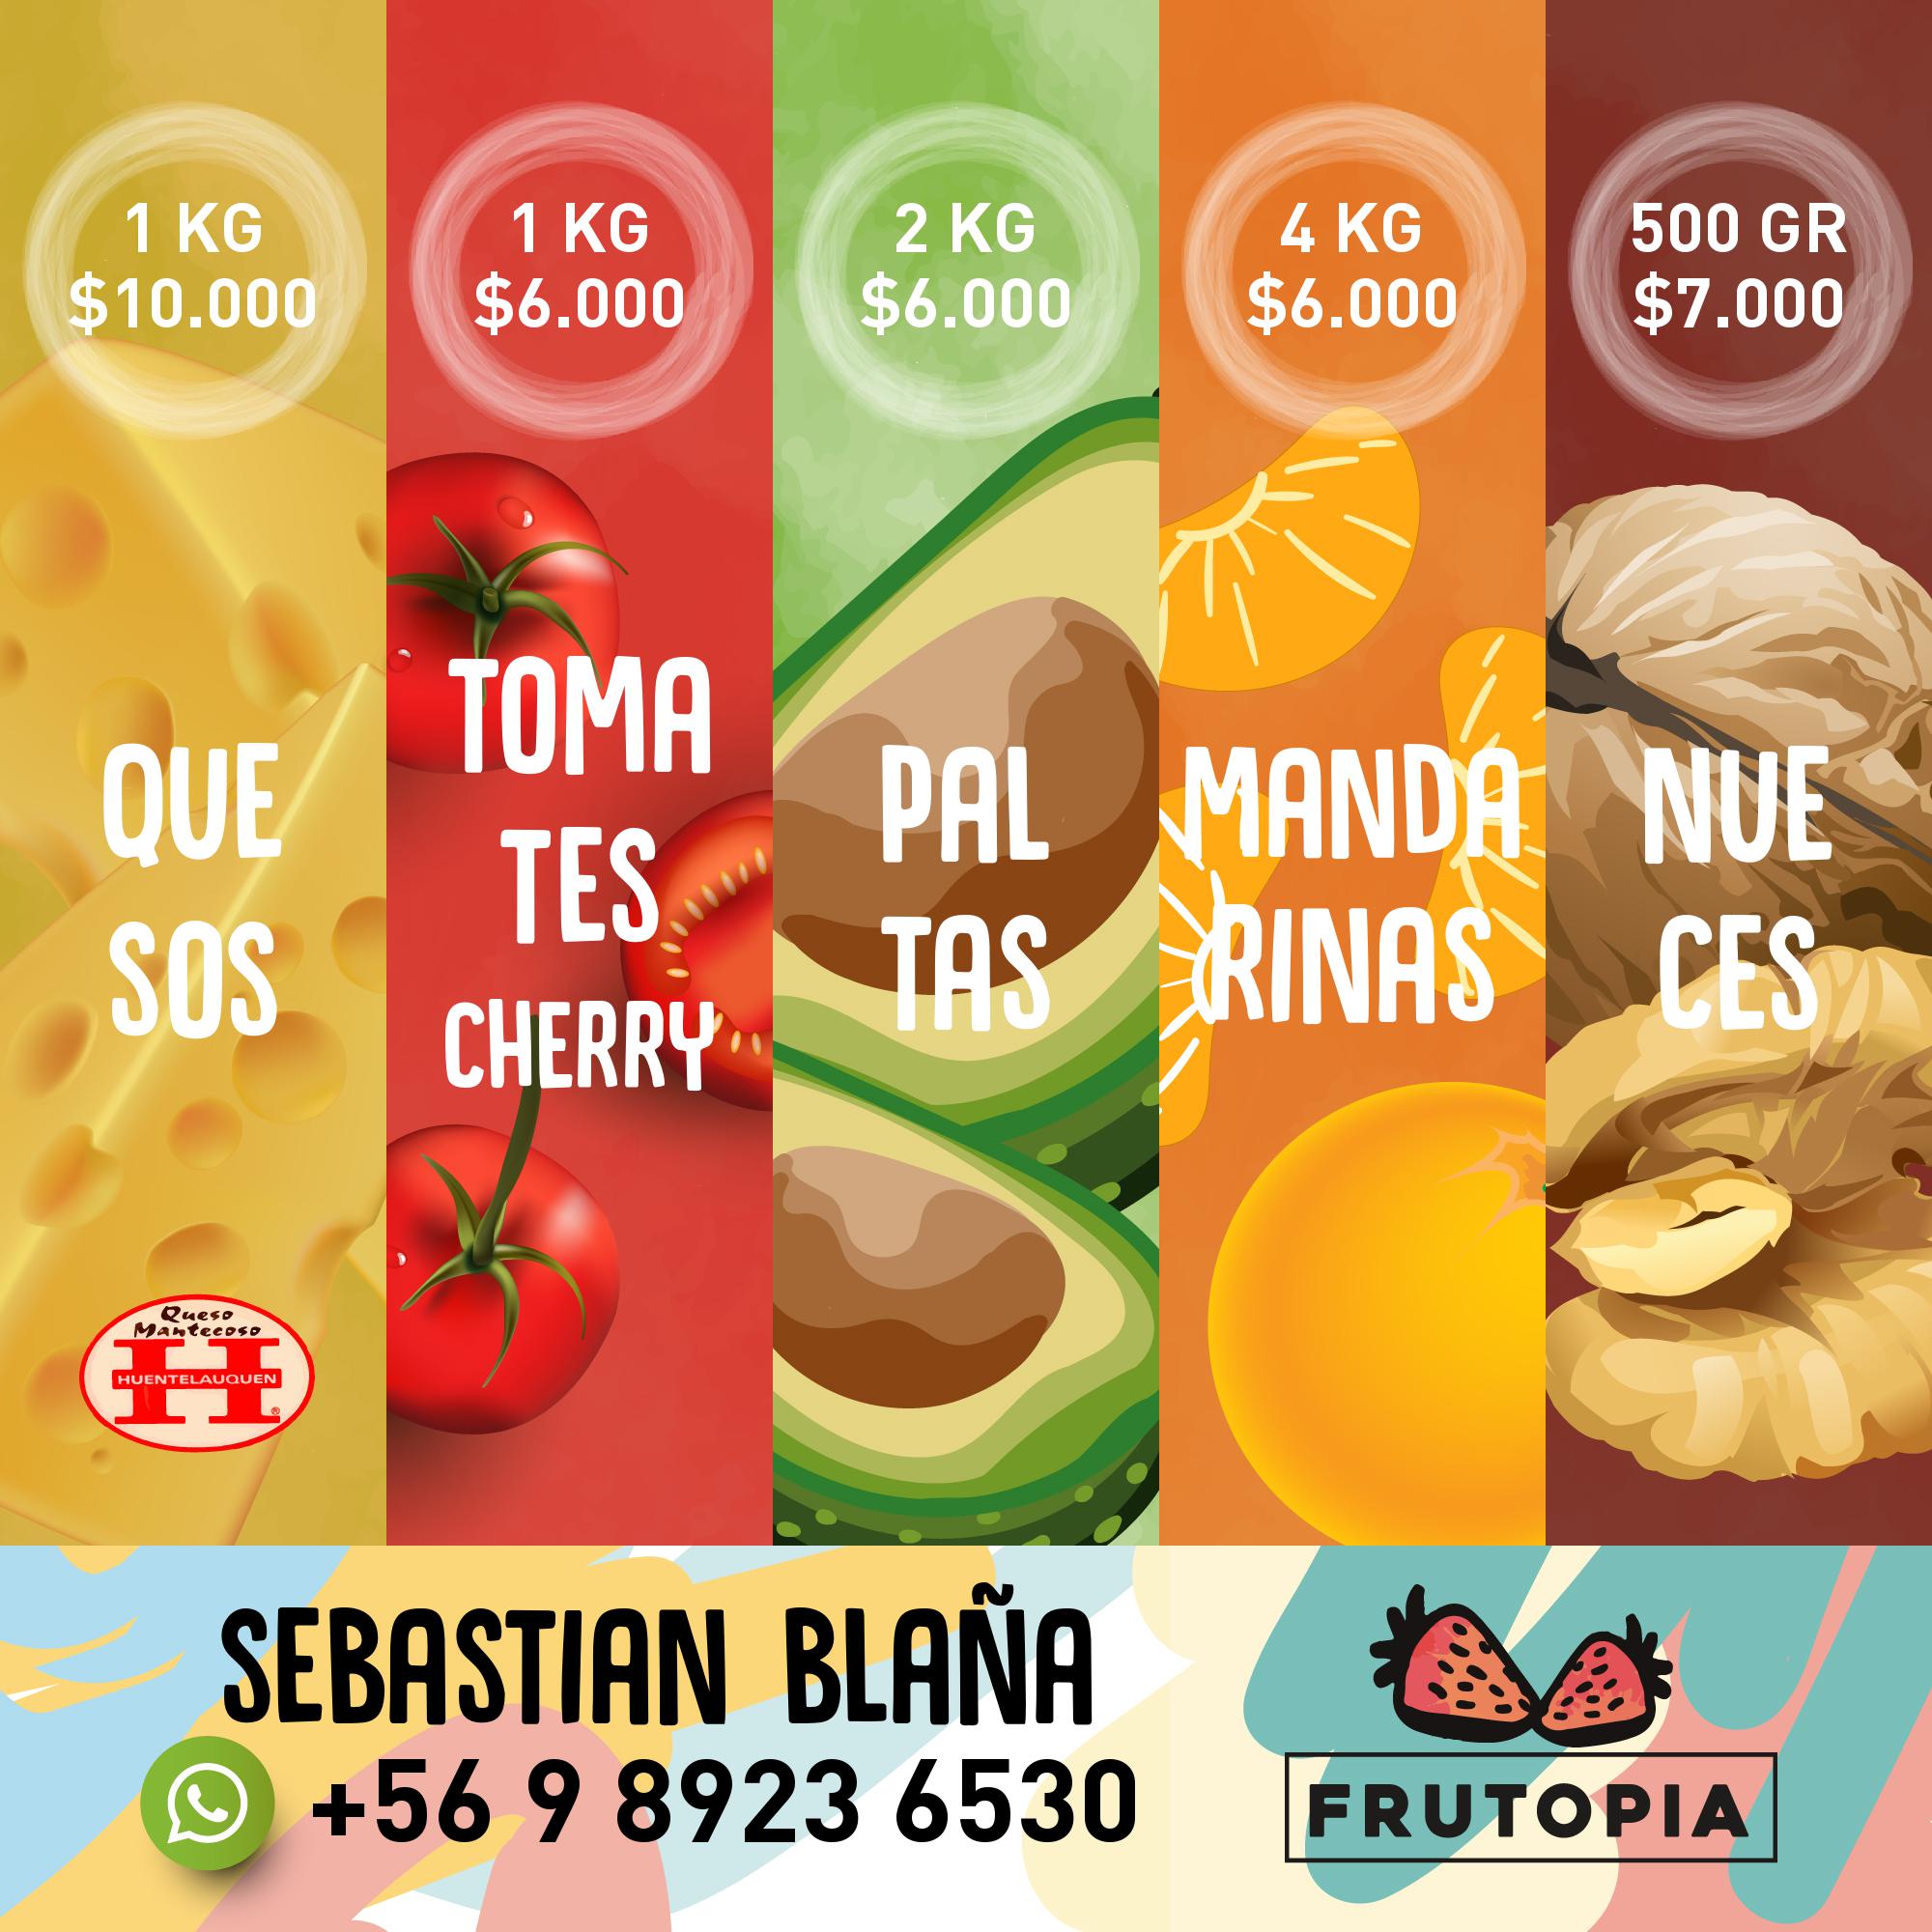 1 KG
$10.000
QUE
SOS
Queso
Mantecoso
H
HUENTELAUQUEN
®
1 KG
$6.000
TOMA
TES
CHERRY
2 KG
$6.000
PAL
TAS
4 KG
$6.000
MANDA
RINAS
500 GR
$7.000
NUE
CES
SEBASTIAN BLAÑA
+56 9 8923 6530
FRUTOPIA